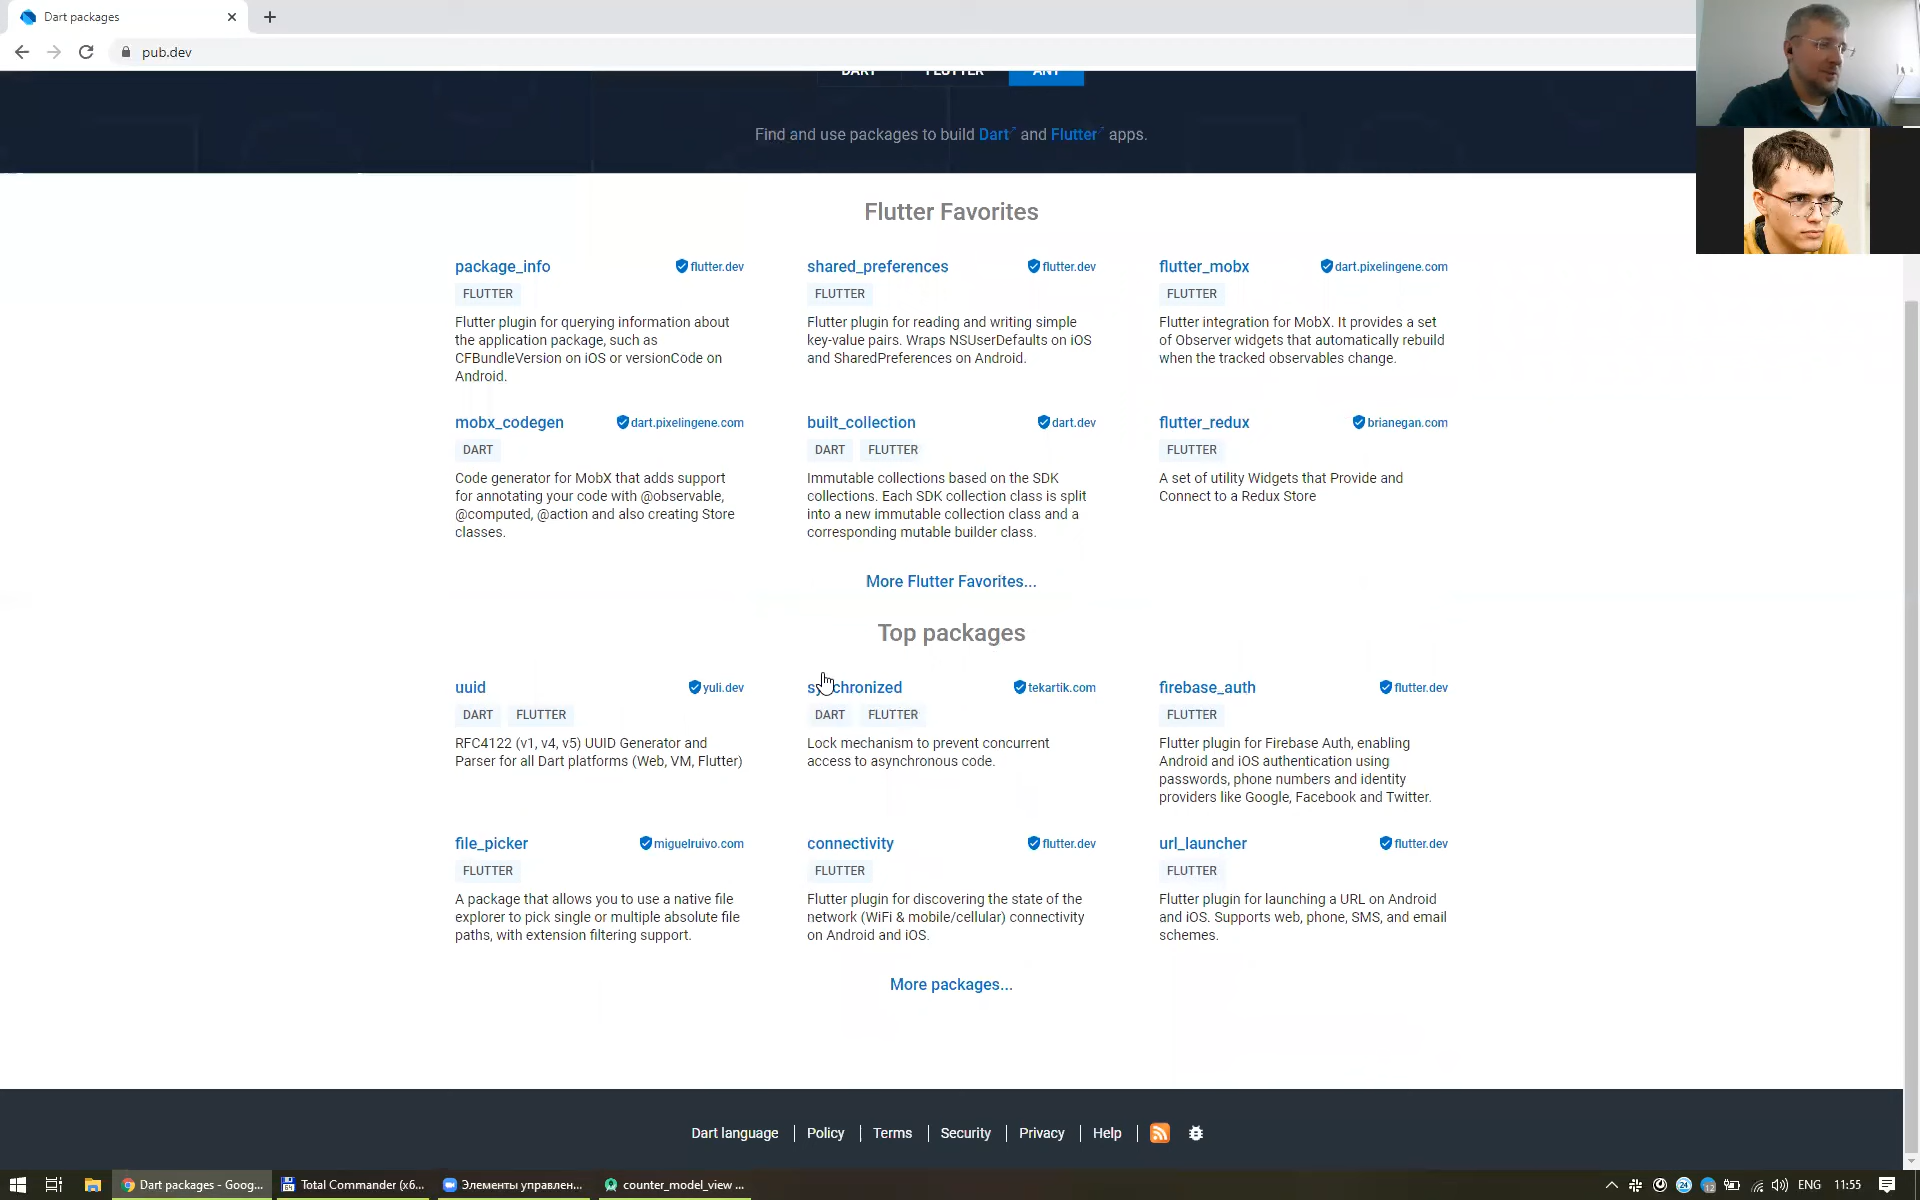 Dart packages
pub.dev
DART FLUTTER ANY
Find and use packages to build Dart and Flutter apps.
Flutter Favorites
package_info flutter.dev
FLUTTER
Flutter plugin for querying information about
the application package, such as
CFBundleVersion on iOS or versionCode on
Android.
shared_preferences flutter.dev
FLUTTER
Flutter plugin for reading and writing simple
key-value pairs. Wraps NSUserDefaults on iOS
and SharedPreferences on Android.
flutter_mobx dart.pixelingene.com
FLUTTER
Flutter integration for MobX. It provides a set
of Observer widgets that automatically rebuild
when the tracked observables change.
mobx_codegen dart.pixelingene.com
DART
Code generator for MobX that adds support
for annotating your code with @observable,
@computed, @action and also creating Store
classes.
built_collection dart.dev
DART FLUTTER
Immutable collections based on the SDK
collections. Each SDK collection class is split
into a new immutable collection class and a
corresponding mutable builder class.
flutter_redux brianegan.com
FLUTTER
A set of utility Widgets that Provide and
Connect to a Redux Store
More Flutter Favorites...
Top packages
uuid yuli.dev
DART FLUTTER
RFC4122 (v1, v4, v5) UUID Generator and
Parser for all Dart platforms (Web, VM, Flutter)
synchronized tekartik.com
DART FLUTTER
Lock mechanism to prevent concurrent
access to asynchronous code.
firebase_auth flutter.dev
FLUTTER
Flutter plugin for Firebase Auth, enabling
Android and iOS authentication using
passwords, phone numbers and identity
providers like Google, Facebook and Twitter.
file_picker miguelruivo.com
FLUTTER
A package that allows you to use a native file
explorer to pick single or multiple absolute file
paths, with extension filtering support.
connectivity flutter.dev
FLUTTER
Flutter plugin for discovering the state of the
network (WiFi & mobile/cellular) connectivity
on Android and iOS.
url_launcher flutter.dev
FLUTTER
Flutter plugin for launching a URL on Android
and iOS. Supports web, phone, SMS, and email
schemes.
More packages...
Dart language Policy Terms Security Privacy Help
Dart packages - Goog... Total Commander (x6... Элементы управлен... counter_model_view ... 24 12 ENG 11:55